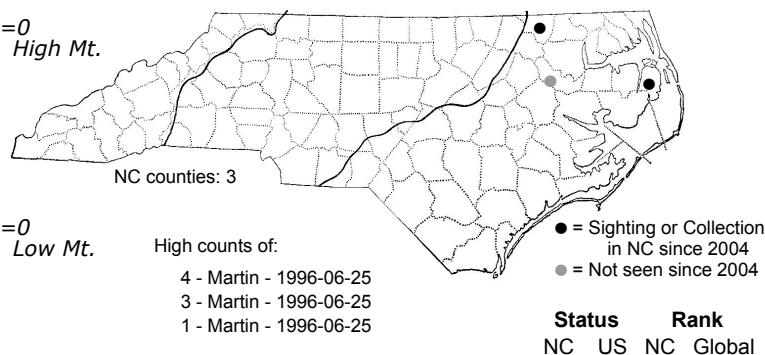 =0
High Mt.
NC counties: 3
=0
Low Mt.
High counts of:
4 - Martin - 1996-06-25
3 - Martin - 1996-06-25
1 - Martin - 1996-06-25
● = Sighting or Collection
in NC since 2004
● = Not seen since 2004
Status Rank
NC US NC Global